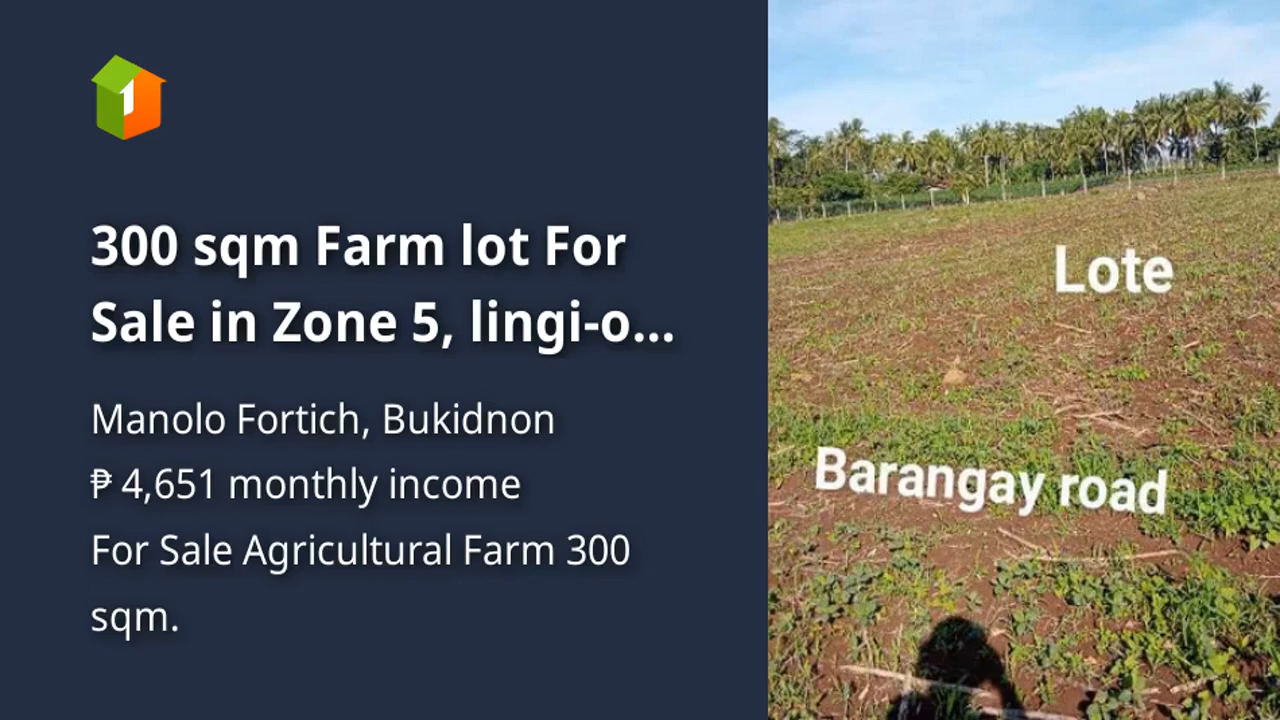 300 sqm Farm lot For
Sale in Zone 5, lingi-o...
Manolo Fortich, Bukidnon
₱ 4,651 monthly income
For Sale Agricultural Farm 300
sqm.
Lote
Barangay road